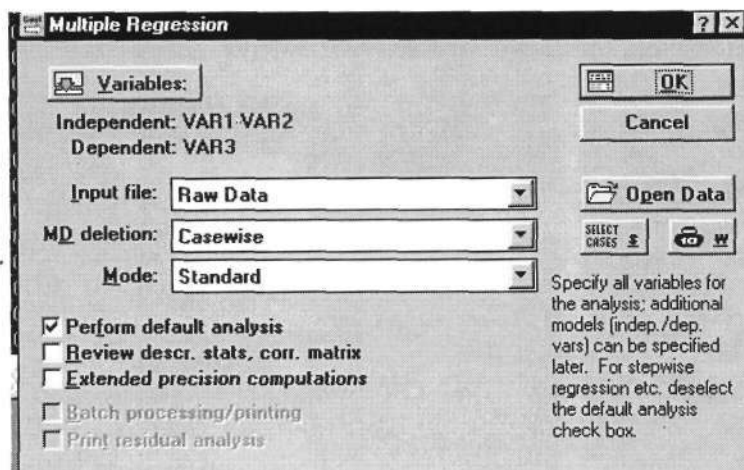 Multiple Regression
Variables:
OK
Independent: VAR1-VAR2
Cancel
Dependent: VAR3
Input file: Raw Data
Open Data
MD deletion: Casewise
SELECT CASES S
W
Mode: Standard
Specify all variables for
the analysis; additional
models (indep./dep.
vars) can be specified
later. For stepwise
regression etc. deselect
the default analysis
check box.
Perform default analysis
Review descr. stats, corr. matrix
Extended precision computations
Batch processing/printing
Print residual analysis